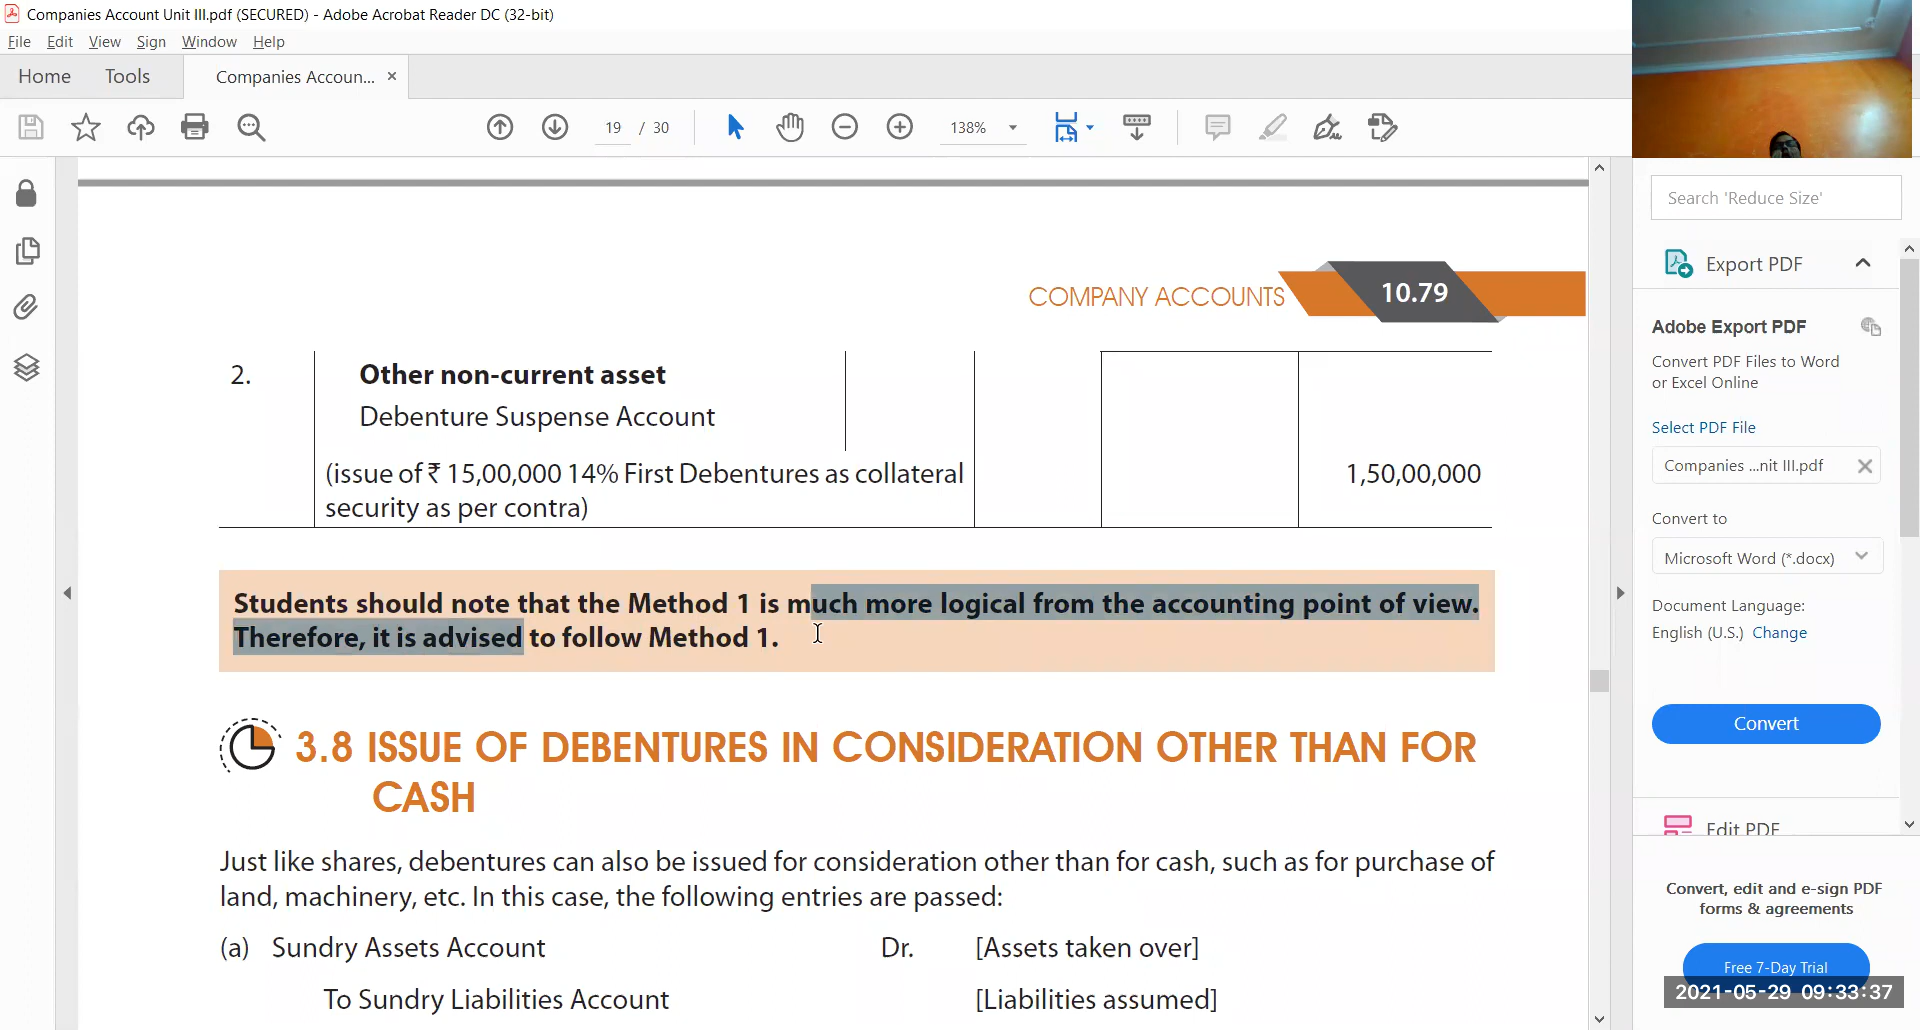 Companies Account Unit III.pdf (SECURED) - Adobe Acrobat Reader DC (32-bit)
File Edit View Sign Window Help
Home Tools Companies Accoun... ×
19 / 30 138%
Search 'Reduce Size'
Export PDF
Adobe Export PDF
Convert PDF Files to Word
or Excel Online
Select PDF File
Companies ...nit III.pdf
Convert to
Microsoft Word (*.docx)
Document Language:
English (U.S.) Change
Convert
Edit PDF
Convert, edit and e-sign PDF
forms & agreements
Free 7-Day Trial
2021-05-29 09:33:37
COMPANY ACCOUNTS 10.79
2. Other non-current asset
Debenture Suspense Account
(issue of ₹ 15,00,000 14% First Debentures as collateral 1,50,00,000
security as per contra)
Students should note that the Method 1 is much more logical from the accounting point of view.
Therefore, it is advised to follow Method 1.
3.8 ISSUE OF DEBENTURES IN CONSIDERATION OTHER THAN FOR
CASH
Just like shares, debentures can also be issued for consideration other than for cash, such as for purchase of
land, machinery, etc. In this case, the following entries are passed:
(a) Sundry Assets Account Dr. [Assets taken over]
To Sundry Liabilities Account [Liabilities assumed]